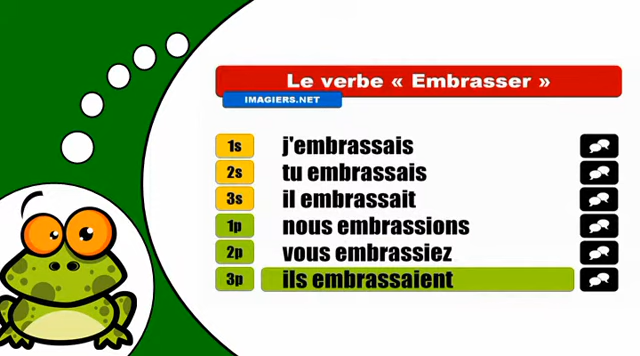 Le verbe « Embrasser »
IMAGIERS.NET
1s j'embrassais
2s tu embrassais
3s il embrassait
1p nous embrassions
2p vous embrassiez
3p ils embrassaient